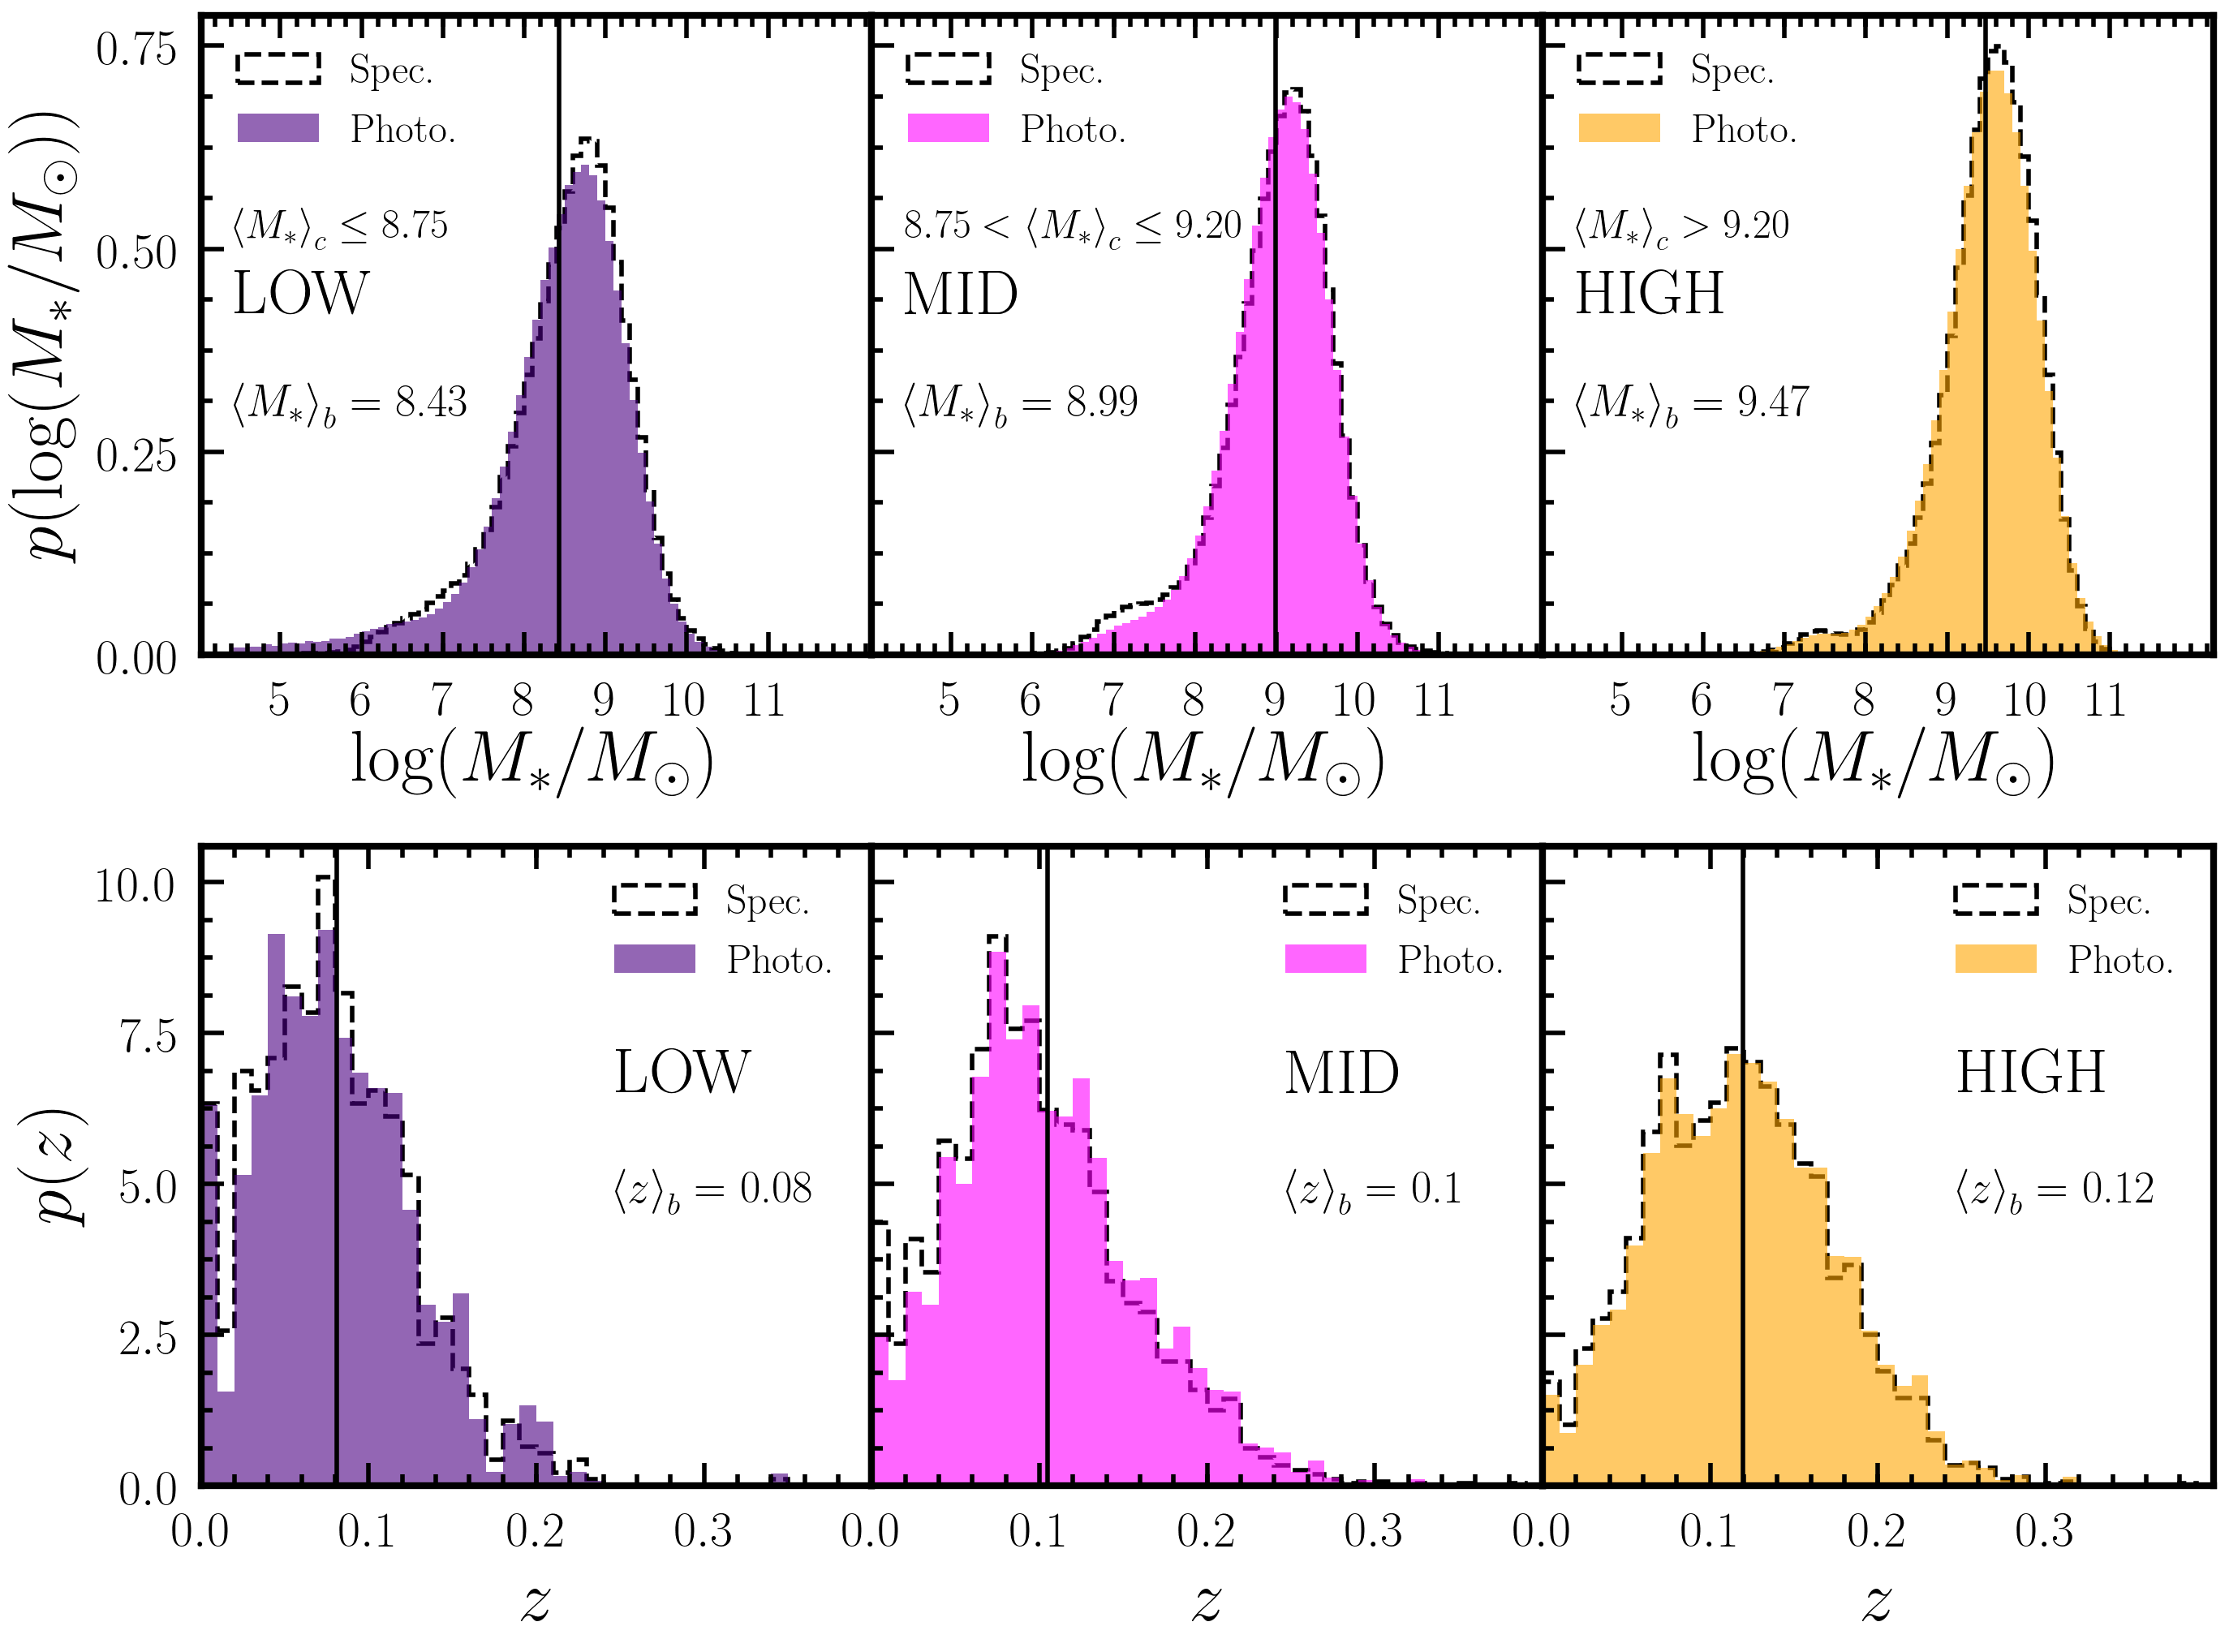 p(log(M*/M⊙))
0.75
0.50
0.25
0.00
Spec.
Photo.
⟨M*⟩c ≤ 8.75
LOW
⟨M*⟩b = 8.43
Spec.
Photo.
8.75 < ⟨M*⟩c ≤ 9.20
MID
⟨M*⟩b = 8.99
Spec.
Photo.
⟨M*⟩c > 9.20
HIGH
⟨M*⟩b = 9.47
5 6 7 8 9 10 11
5 6 7 8 9 10 11
5 6 7 8 9 10 11
log(M*/M⊙)
log(M*/M⊙)
log(M*/M⊙)
p(z)
10.0
7.5
5.0
2.5
0.0
Spec.
Photo.
LOW
⟨z⟩b = 0.08
Spec.
Photo.
MID
⟨z⟩b = 0.1
Spec.
Photo.
HIGH
⟨z⟩b = 0.12
0.0 0.1 0.2 0.3
0.0 0.1 0.2 0.3
0.0 0.1 0.2 0.3
z
z
z